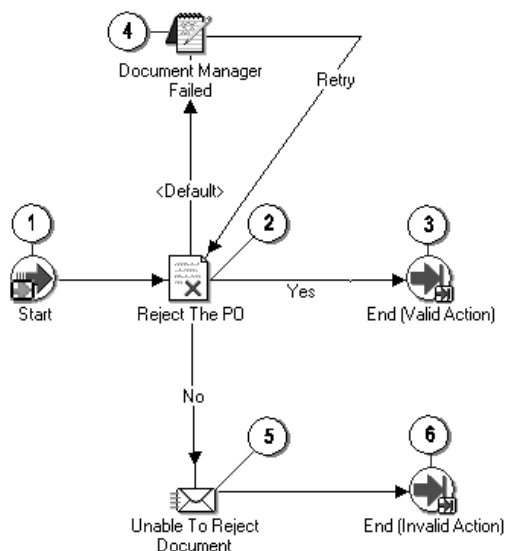 4
Document Manager
Failed
Retry
<Default>
1
2
3
Start
Reject The PO
Yes
End (Valid Action)
No
5
6
Unable To Reject
Document
End (Invalid Action)